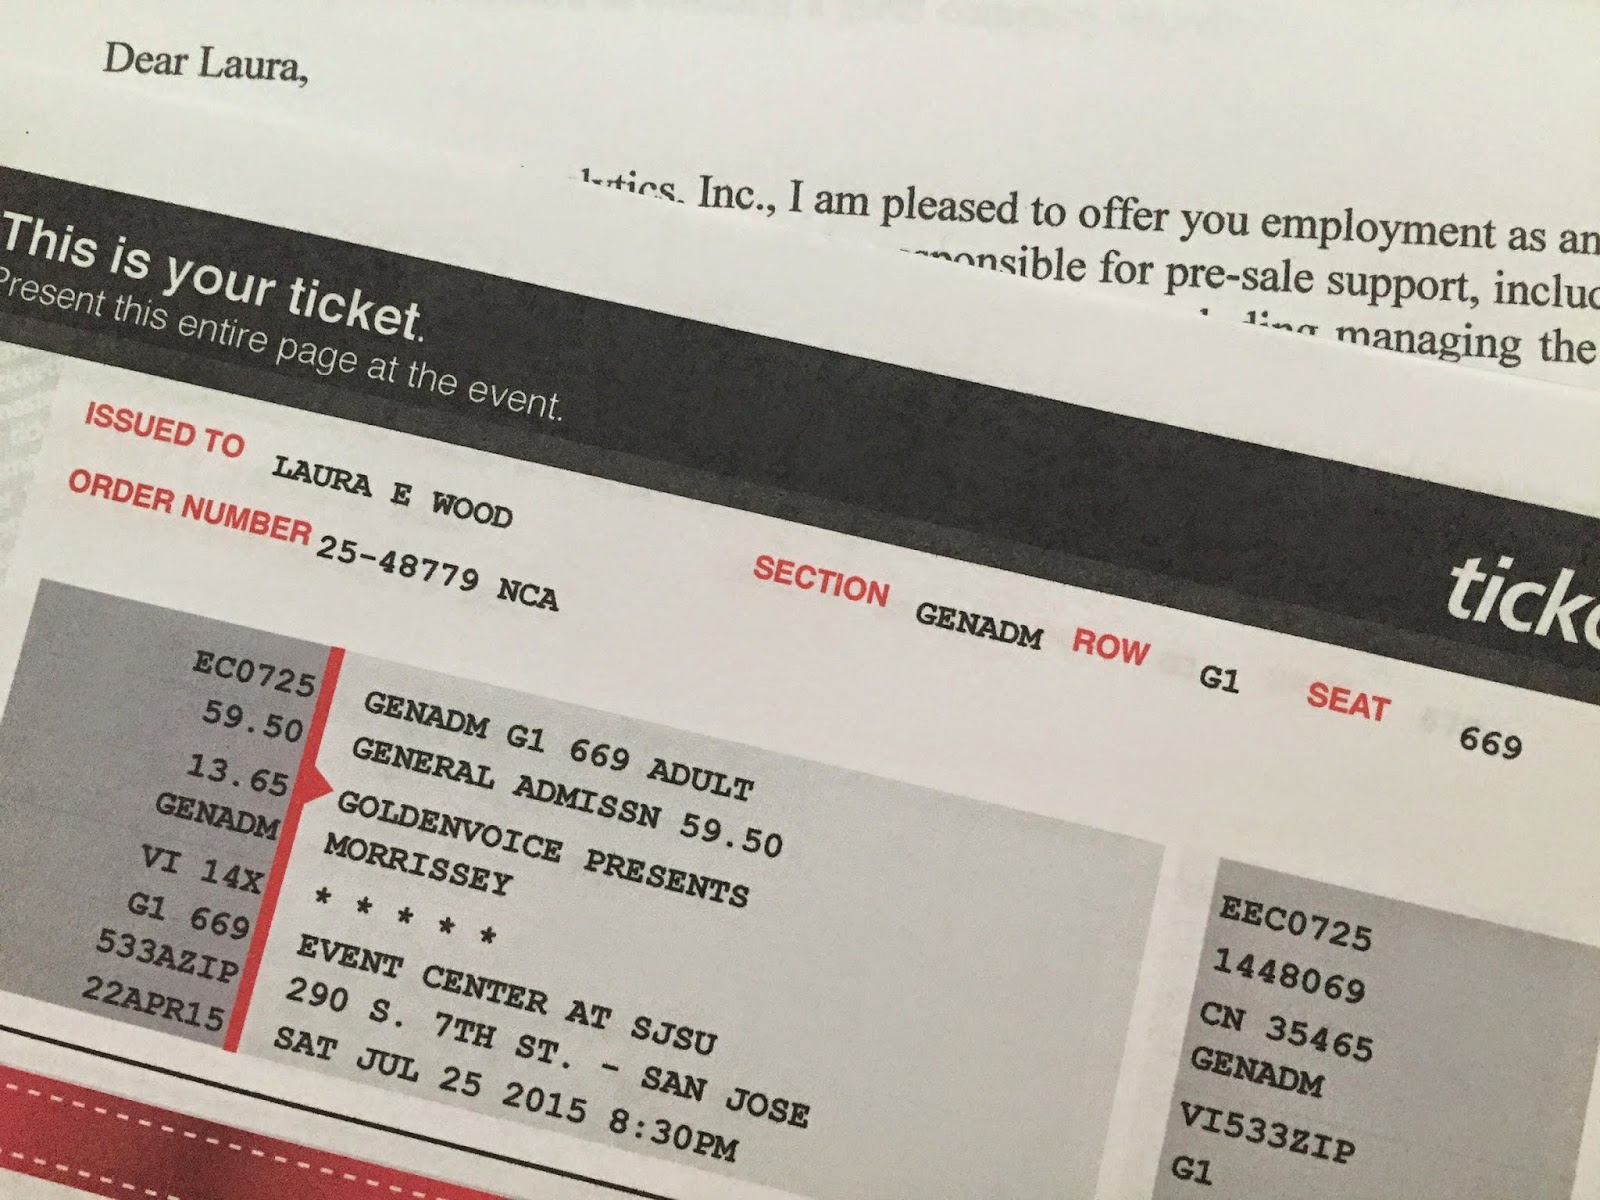 Dear Laura,
Inc., I am pleased to offer you employment as an
for pre-sale support,
managing the
This is your ticket.
Present this entire page at the event.
ISSUED TO LAURA E WOOD
ORDER NUMBER 25-48779 NCA
SECTION GENADM ROW G1 SEAT 669
EC0725
59.50
13.65
GENADM
VI 14X
G1 669
533AZIP
22APR15
GENADM G1 669 ADULT
GENERAL ADMISSN 59.50
GOLDENVOICE PRESENTS
MORRISSEY
* * * * *
EVENT CENTER AT SJSU
290 S. 7TH ST. - SAN JOSE
SAT JUL 25 2015 8:30PM
EEC0725
1448069
CN 35465
GENADM
VI533ZIP
G1